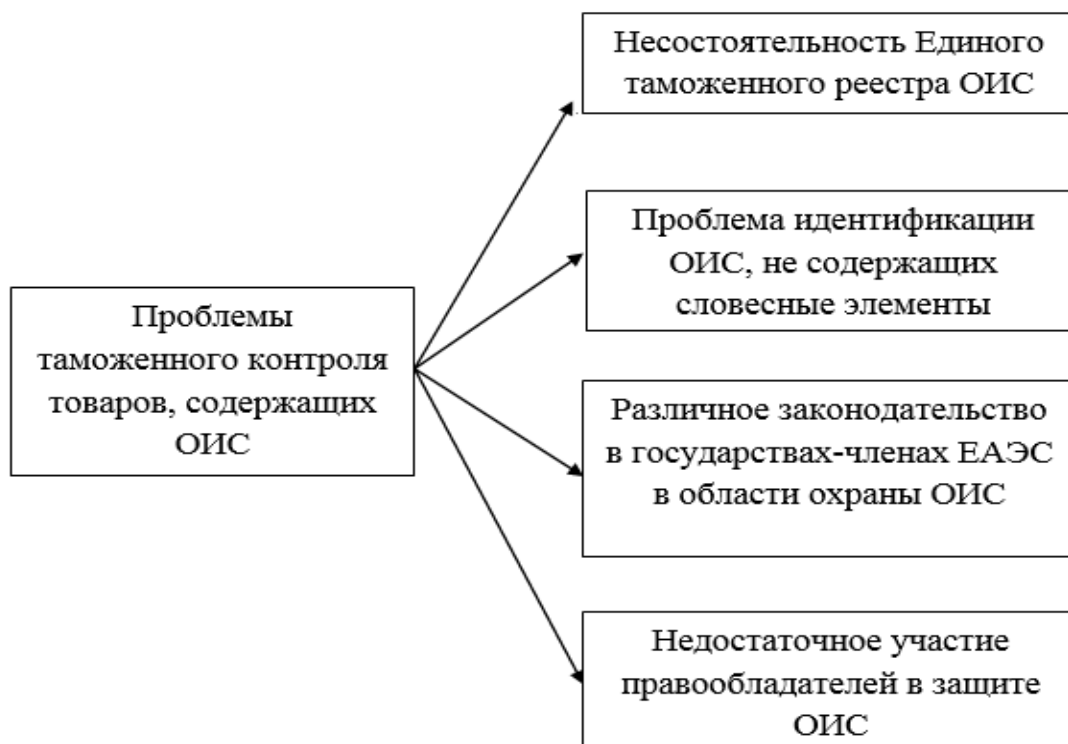 Проблемы
таможенного контроля
товаров, содержащих
ОИС
Несостоятельность Единого
таможенного реестра ОИС
Проблема идентификации
ОИС, не содержащих
словесные элементы
Различное законодательство
в государствах-членах ЕАЭС
в области охраны ОИС
Недостаточное участие
правообладателей в защите
ОИС